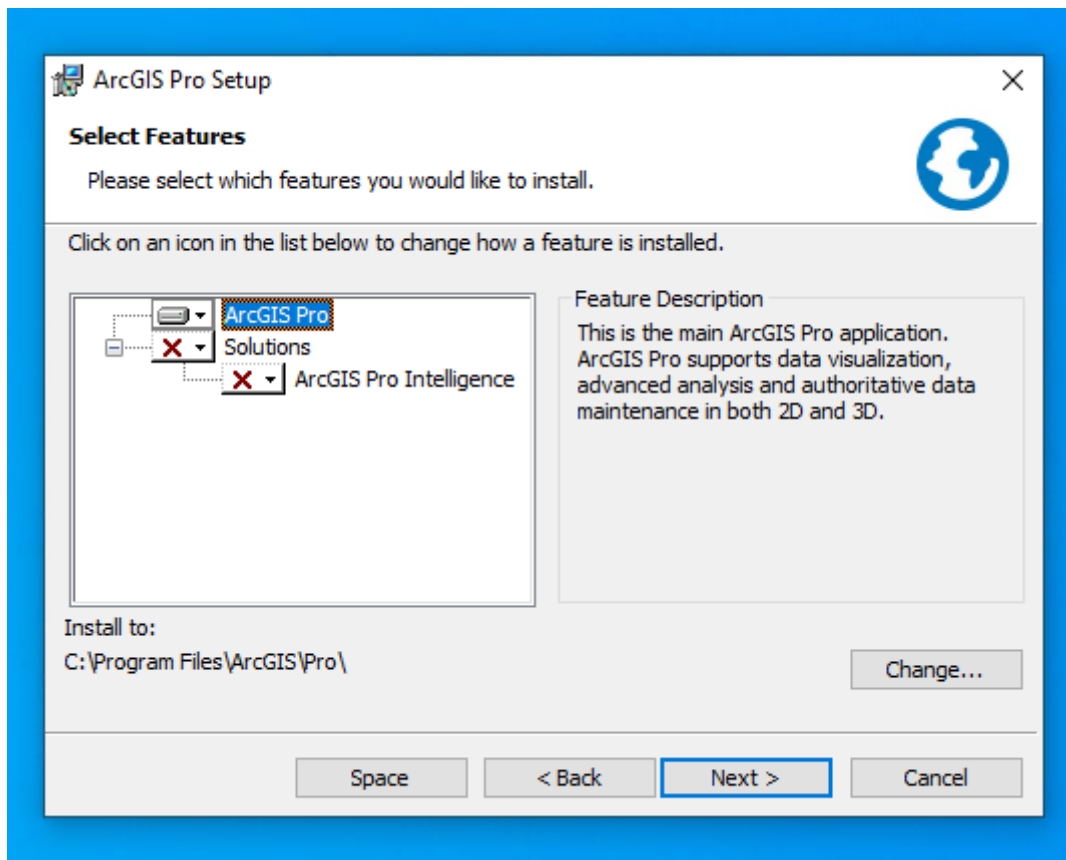 ArcGIS Pro Setup
Select Features
Please select which features you would like to install.
Click on an icon in the list below to change how a feature is installed.
ArcGIS Pro
Solutions
ArcGIS Pro Intelligence
Feature Description
This is the main ArcGIS Pro application.
ArcGIS Pro supports data visualization,
advanced analysis and authoritative data
maintenance in both 2D and 3D.
Install to:
C:\Program Files\ArcGIS\Pro\
Change...
Space
< Back
Next >
Cancel